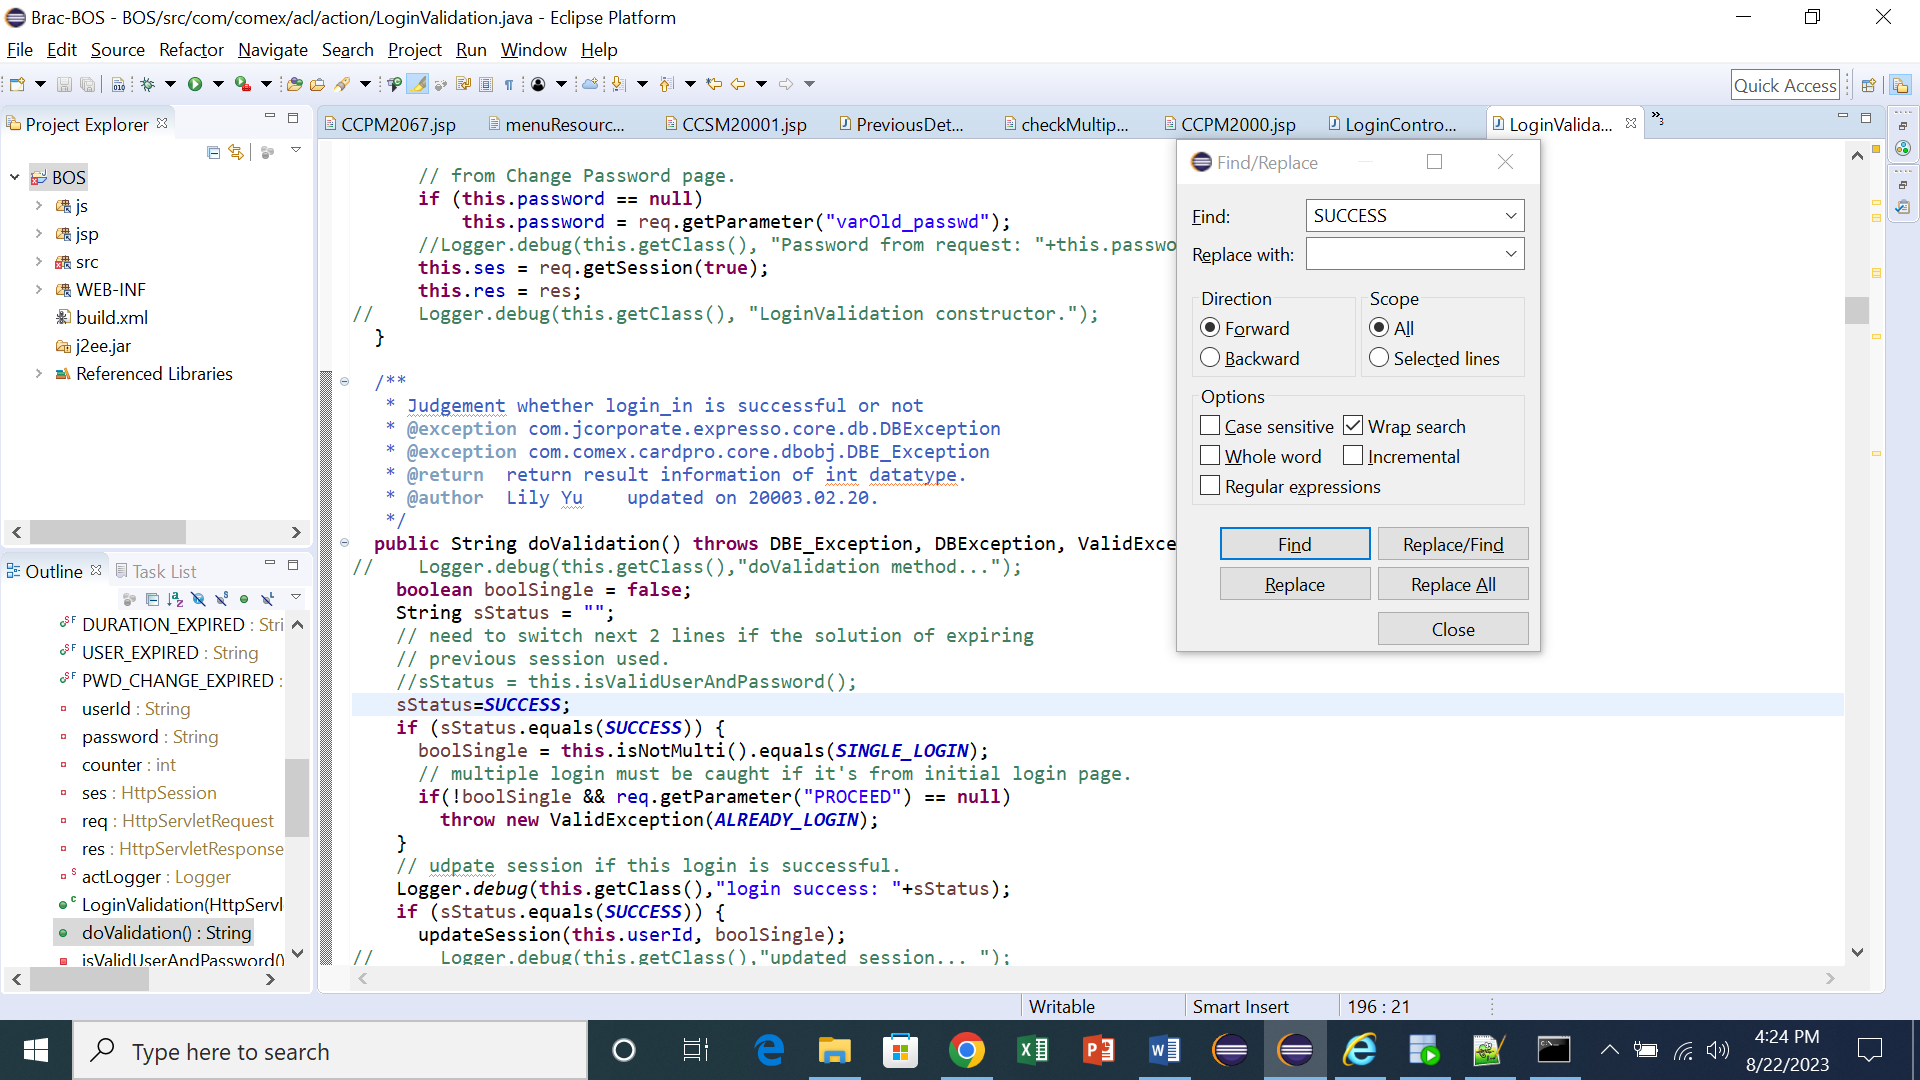 Brac-BOS - BOS/src/com/comex/acl/action/LoginValidation.java - Eclipse Platform
File Edit Source Refactor Navigate Search Project Run Window Help
Quick Access
Project Explorer
BOS
js
jsp
src
WEB-INF
build.xml
j2ee.jar
Referenced Libraries
Outline Task List
DURATION_EXPIRED : Stri
USER_EXPIRED : String
PWD_CHANGE_EXPIRED :
userId : String
password : String
counter : int
ses : HttpSession
req : HttpServletRequest
res : HttpServletResponse
actLogger : Logger
LoginValidation(HttpServl
doValidation() : String
isValidUserAndPassword()
CCPM2067.jsp menuResourc... CCSM20001.jsp PreviousDet... checkMultip... CCPM2000.jsp LoginContro... LoginValida... »3
// from Change Password page.
if (this.password == null)
this.password = req.getParameter("varOld_passwd");
//Logger.debug(this.getClass(), "Password from request: "+this.passwo
this.ses = req.getSession(true);
this.res = res;
// Logger.debug(this.getClass(), "LoginValidation constructor.");
}
/**
* Judgement whether login_in is successful or not
* @exception com.jcorporate.expresso.core.db.DBException
* @exception com.comex.cardpro.core.dbobj.DBE_Exception
* @return return result information of int datatype.
* @author Lily Yu updated on 20003.02.20.
*/
public String doValidation() throws DBE_Exception, DBException, ValidExce
// Logger.debug(this.getClass(),"doValidation method...");
boolean boolSingle = false;
String sStatus = "";
// need to switch next 2 lines if the solution of expiring
// previous session used.
//sStatus = this.isValidUserAndPassword();
sStatus=SUCCESS;
if (sStatus.equals(SUCCESS)) {
boolSingle = this.isNotMulti().equals(SINGLE_LOGIN);
// multiple login must be caught if it's from initial login page.
if(!boolSingle && req.getParameter("PROCEED") == null)
throw new ValidException(ALREADY_LOGIN);
}
// udpate session if this login is successful.
Logger.debug(this.getClass(),"login success: "+sStatus);
if (sStatus.equals(SUCCESS)) {
updateSession(this.userId, boolSingle);
// Logger.debug(this.getClass(),"updated session... ");
Find/Replace
Find: SUCCESS
Replace with:
Direction
Forward
Backward
Scope
All
Selected lines
Options
Case sensitive Wrap search
Whole word Incremental
Regular expressions
Find Replace/Find
Replace Replace All
Close
Writable Smart Insert 196 : 21
Type here to search
4:24 PM
8/22/2023